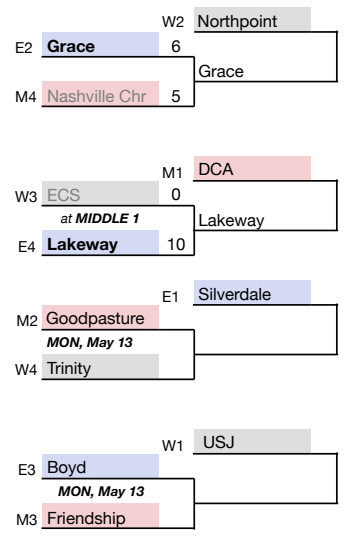 W2 Northpoint
E2 Grace 6
Grace
M4 Nashville Chr 5
M1 DCA
W3 ECS 0
at MIDDLE 1
Lakeway
E4 Lakeway 10
E1 Silverdale
M2 Goodpasture
MON, May 13
W4 Trinity
W1 USJ
E3 Boyd
MON, May 13
M3 Friendship